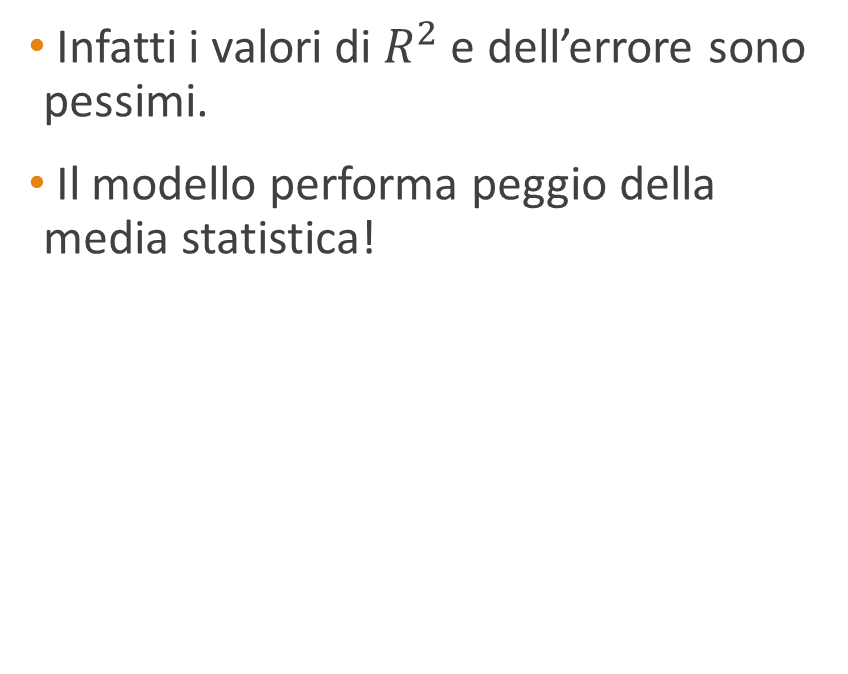 • Infatti i valori di R² e dell’errore sono
pessimi.
• Il modello performa peggio della
media statistica!